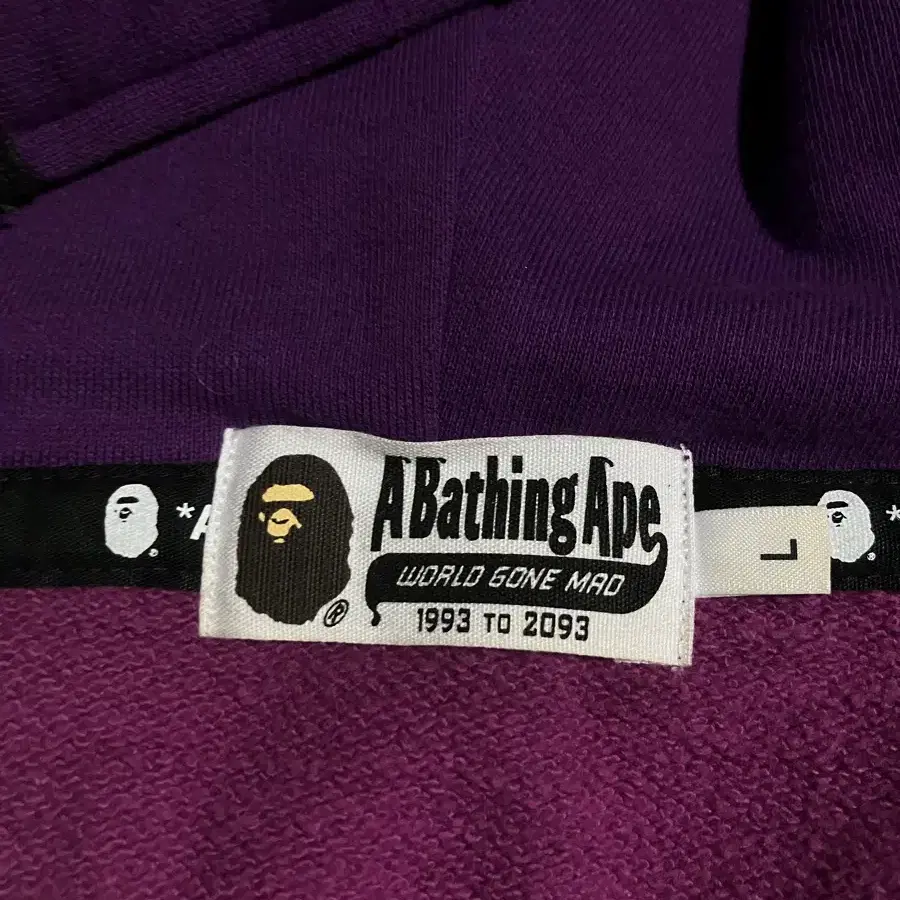 A Bathing Ape
®
WORLD GONE MAD
1993 TO 2093
L